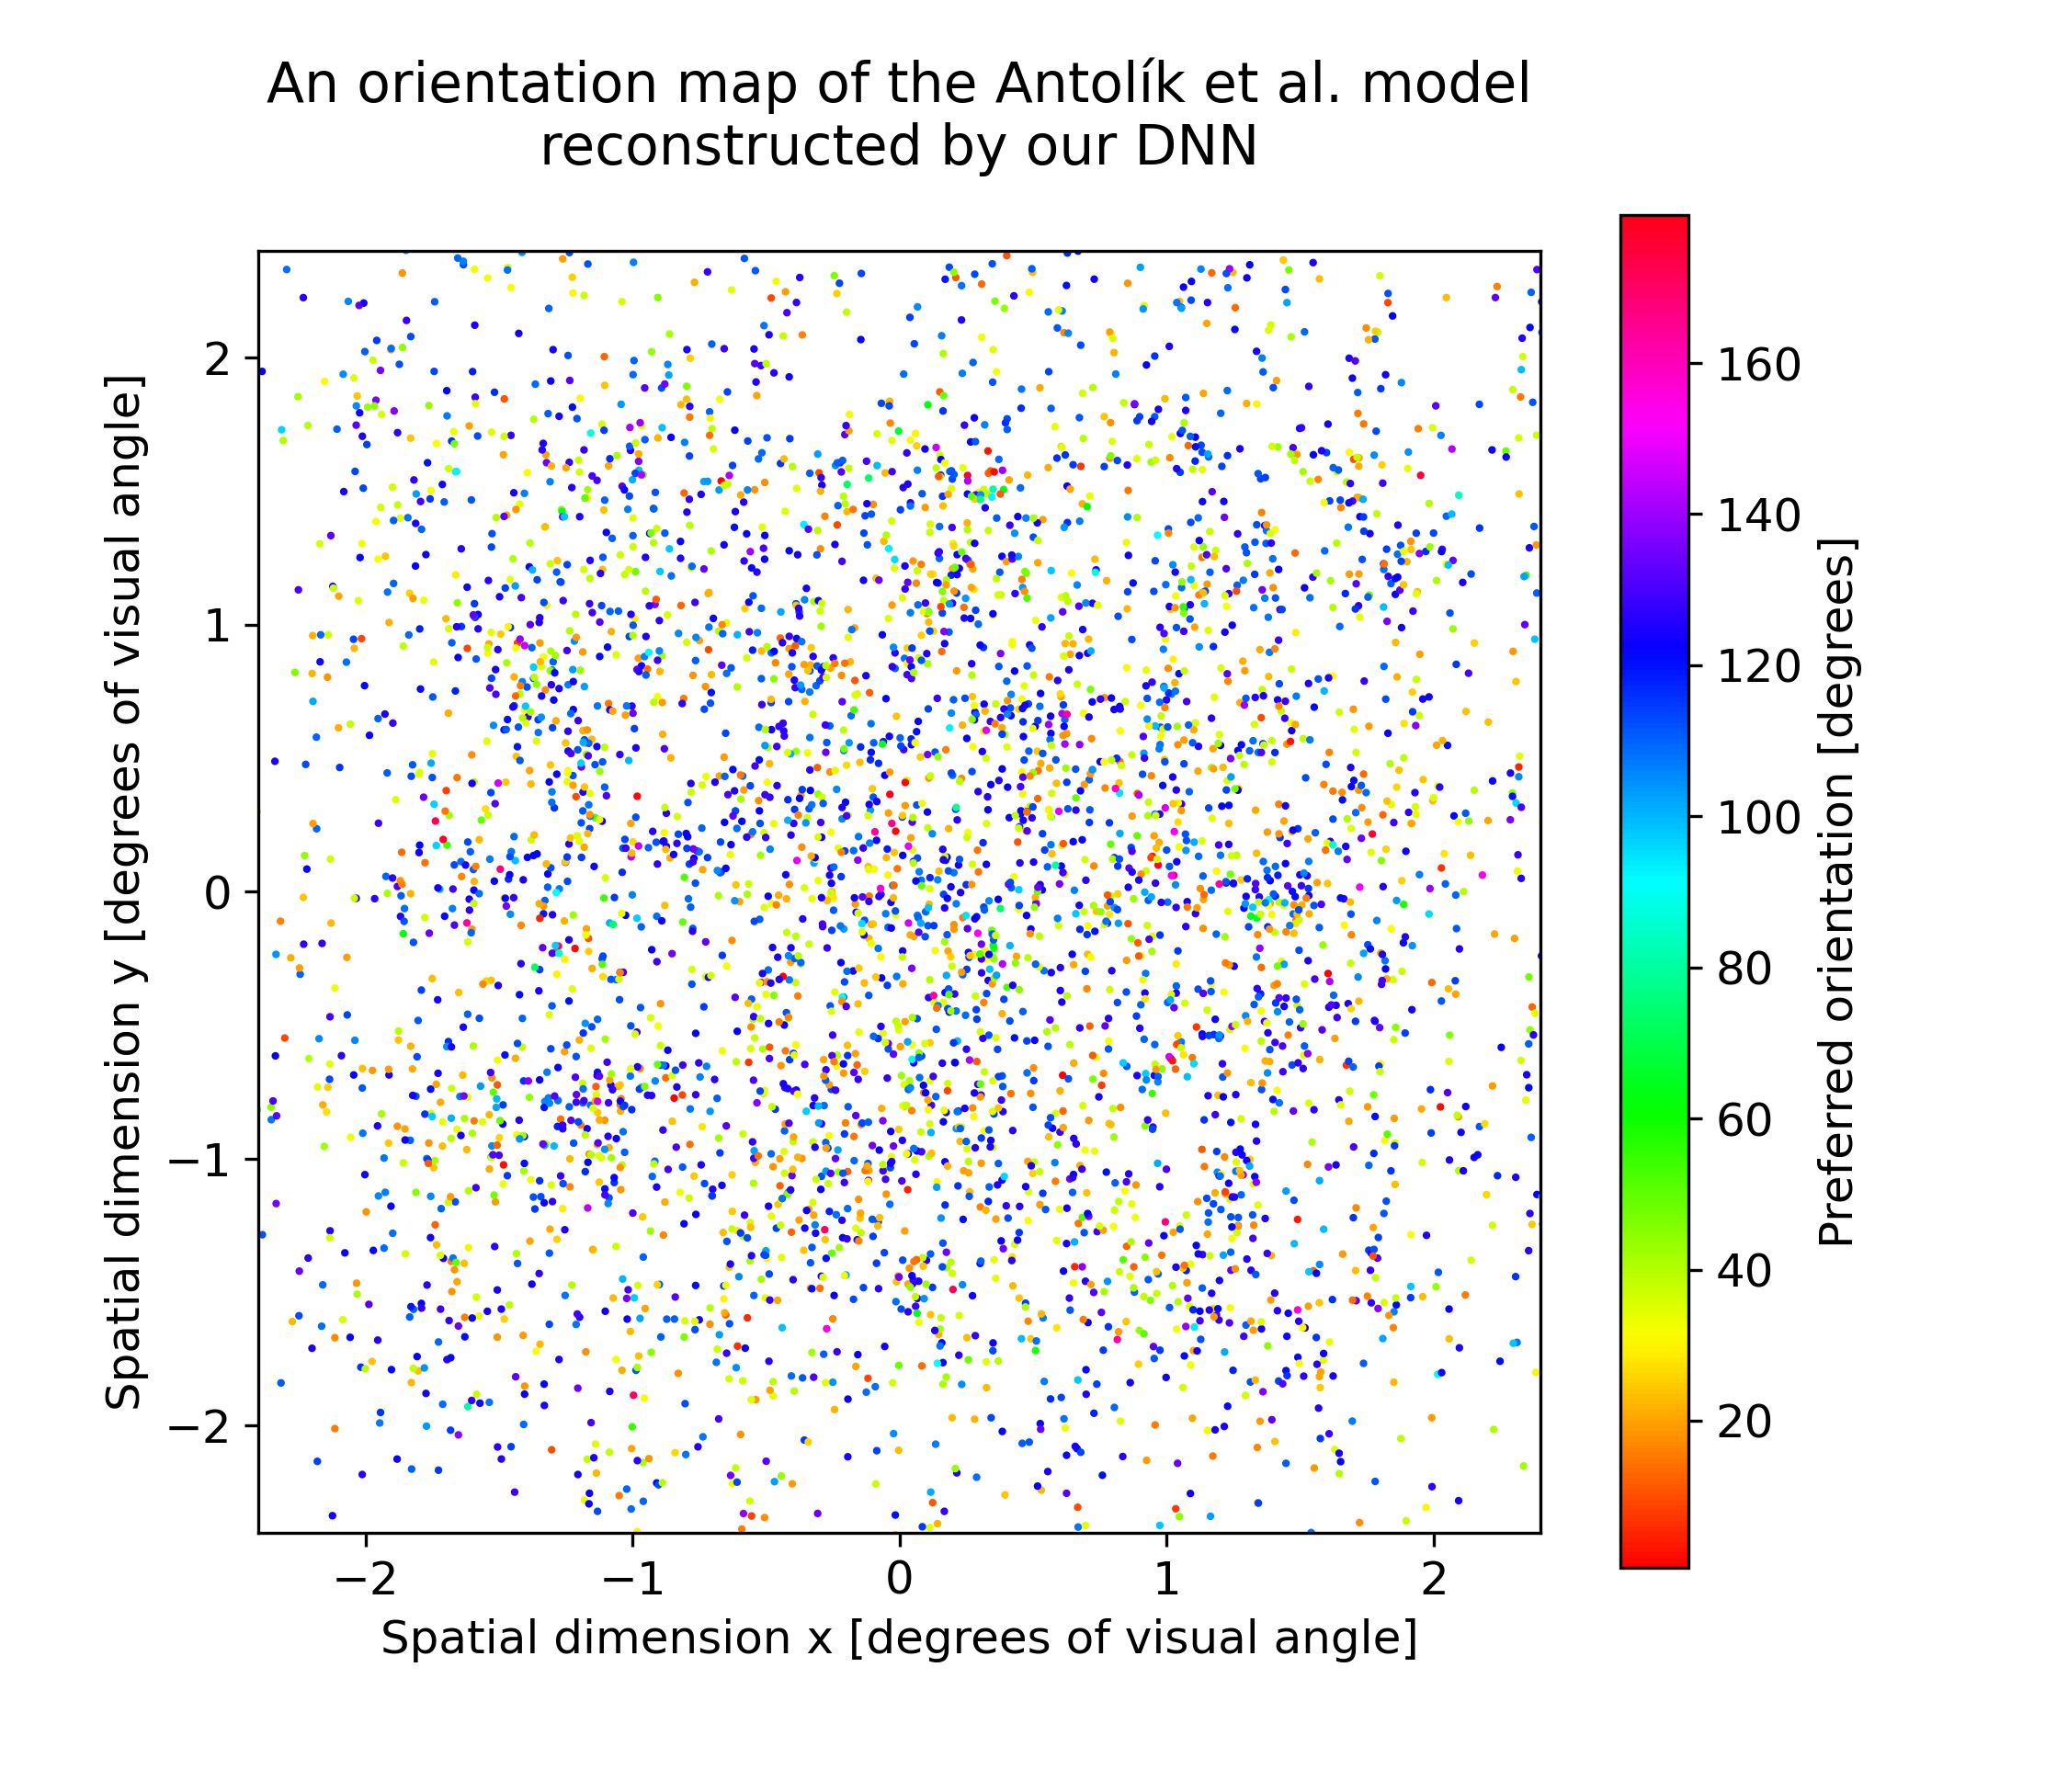 An orientation map of the Antolík et al. model
reconstructed by our DNN
Spatial dimension y [degrees of visual angle]
2
1
0
−1
−2
−2 −1 0 1 2
Spatial dimension x [degrees of visual angle]
160
140
120
100
80
60
40
20
Preferred orientation [degrees]